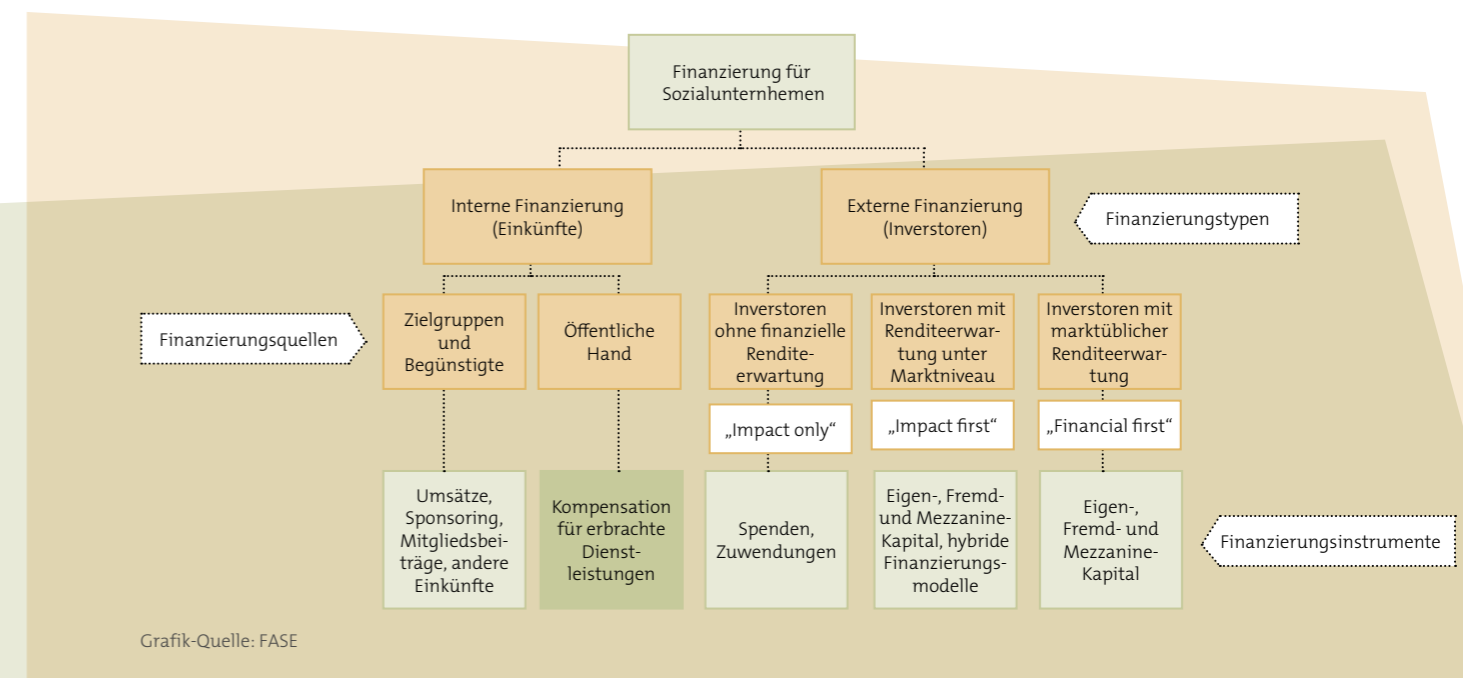 Finanzierung für
Sozialunternhemen
Interne Finanzierung
(Einkünfte)
Externe Finanzierung
(Inverstoren)
Finanzierungstypen
Finanzierungsquellen
Zielgruppen
und
Begünstigte
Öffentliche
Hand
Inverstoren
ohne finanzielle
Rendite-
erwartung
Inverstoren mit
Renditeerwar-
tung unter
Marktniveau
Inverstoren mit
marktüblicher
Renditeerwar-
tung
„Impact only“
„Impact first“
„Financial first“
Umsätze,
Sponsoring,
Mitgliedsbei-
träge, andere
Einkünfte
Kompensation
für erbrachte
Dienst-
leistungen
Spenden,
Zuwendungen
Eigen-, Fremd-
und Mezzanine-
Kapital, hybride
Finanzierungs-
modelle
Eigen-,
Fremd- und
Mezzanine-
Kapital
Finanzierungsinstrumente
Grafik-Quelle: FASE